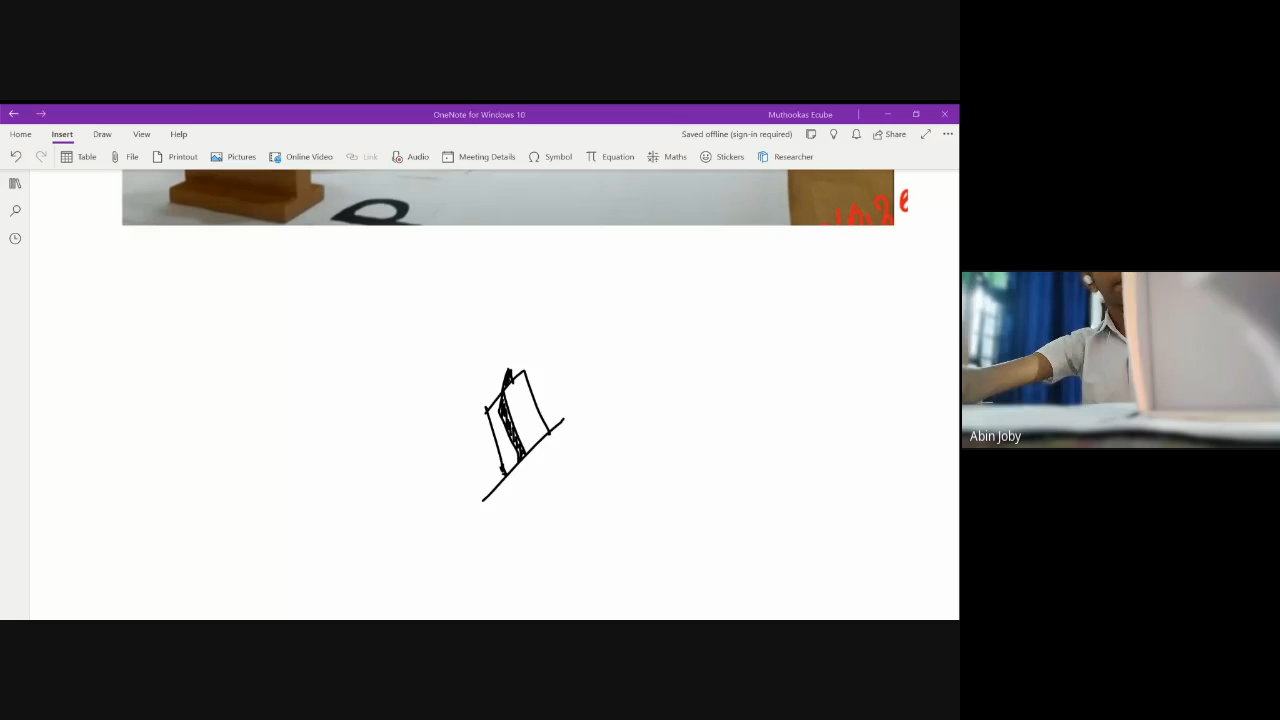 OneNote for Windows 10
Muthookas Ecube
Home Insert Draw View Help
Saved offline (sign-in required)
Share
Table File Printout Pictures Online Video Link Audio Meeting Details Symbol Equation Maths Stickers Researcher
Abin Joby